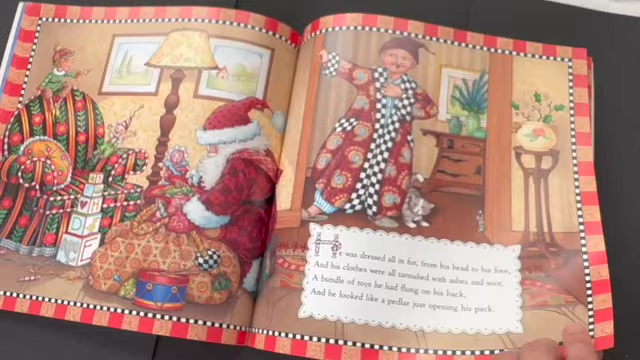 He was dressed all in fur, from his head to his foot,
And his clothes were all tarnished with ashes and soot.
A bundle of toys he had flung on his back,
And he looked like a pedlar just opening his pack.